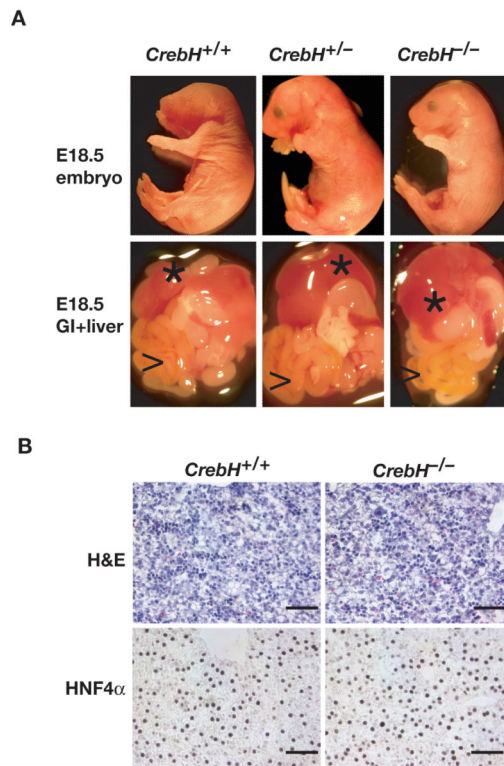 A
CrebH+/+ CrebH+/− CrebH−/−
E18.5
embryo
E18.5
GI+liver
* * *
> > >
B
CrebH+/+ CrebH−/−
H&E
HNF4α